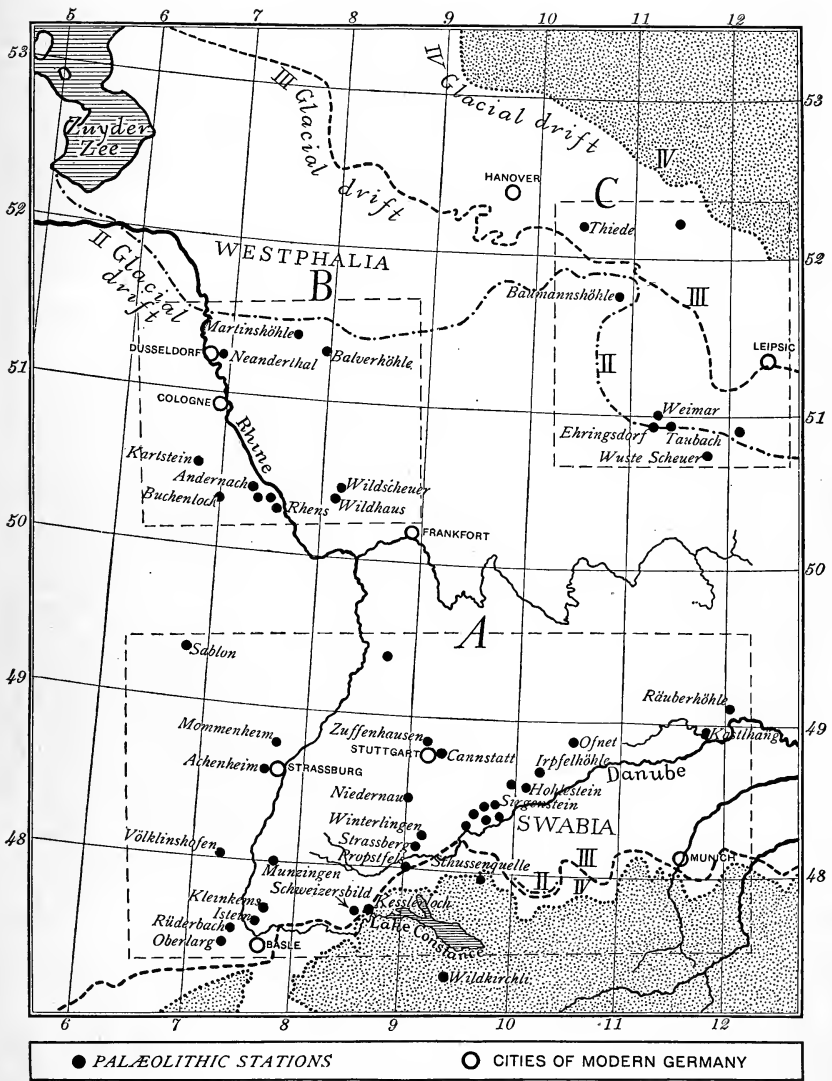 5 6 7 8 9 10 11 12
53
53
52
52
51
51
50
50
49
49
48
48
Zuyder
Zee
III Glacial
drift
IV Glacial drift
IV
HANOVER
C
Thiede
II Glacial
drift
WESTPHALIA
B
Baumannshöhle
III
II
Martinshöhle
DUSSELDORF
Neanderthal
Balverhöhle
LEIPSIC
COLOGNE
Rhine
Weimar
Ehringsdorf
Taubach
Wuste Scheuer
Kartstein
Andernach
Buchenloch
Rhens
Wildscheuer
Wildhaus
FRANKFORT
A
Sablon
Räuberhöhle
Kastlhang
Mommenheim
Zuffenhausen
STUTTGART
Cannstatt
Ofnet
Irpfelhöhle
Achenheim
STRASSBURG
Danube
Hohlestein
Niedernau
Sirgenstein
Winterlingen
SWABIA
Strassberg
Völklinshofen
Propstfels
Schussenquelle
III
MUNICH
Munzingen
II
IV
Schweizersbild
Kesslerloch
Kleinkems
Istein
Lake Constance
Rüderbach
Oberlarg
BASLE
Wildkirchli
6 7 8 9 10 11 12
PALÆOLITHIC STATIONS
CITIES OF MODERN GERMANY